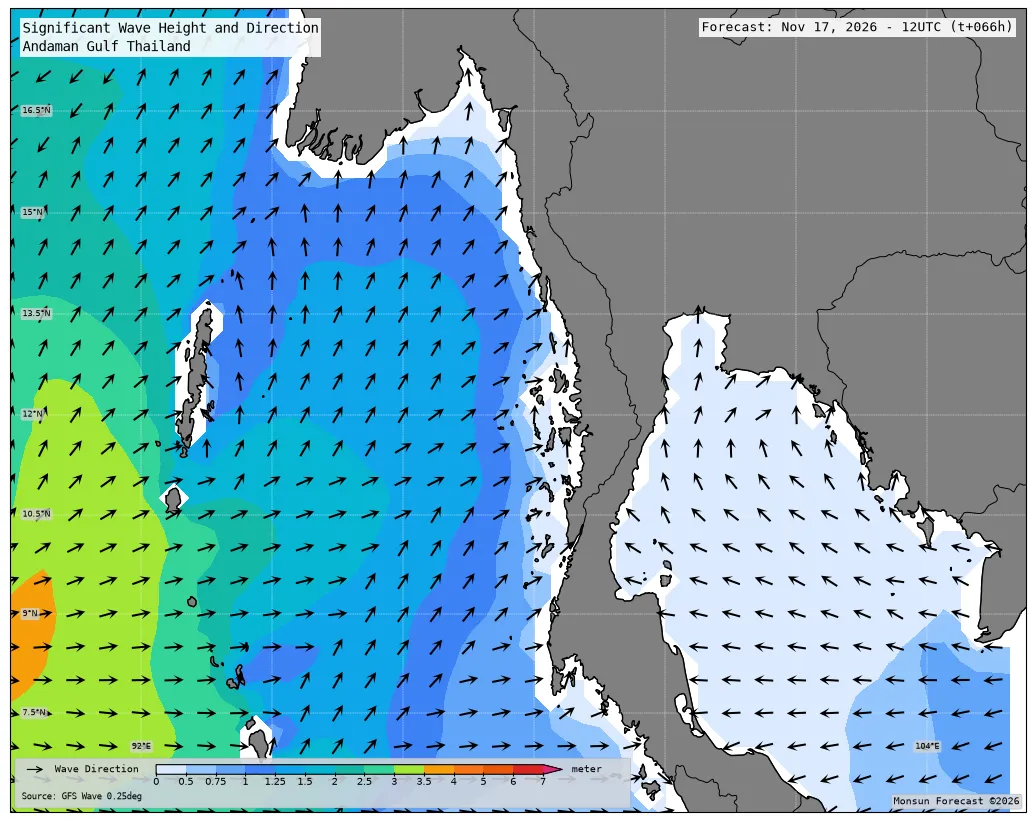 Significant Wave Height and Direction
Andaman Gulf Thailand
Forecast: Nov 17, 2026 - 12UTC (t+066h)
16.5°N
15°N
13.5°N
12°N
10.5°N
9°N
7.5°N
92°E
104°E
Wave Direction
0 0.5 0.75 1 1.25 1.5 2 2.5 3 3.5 4 5 6 7
meter
Source: GFS Wave 0.25deg
Monsun Forecast ©2026